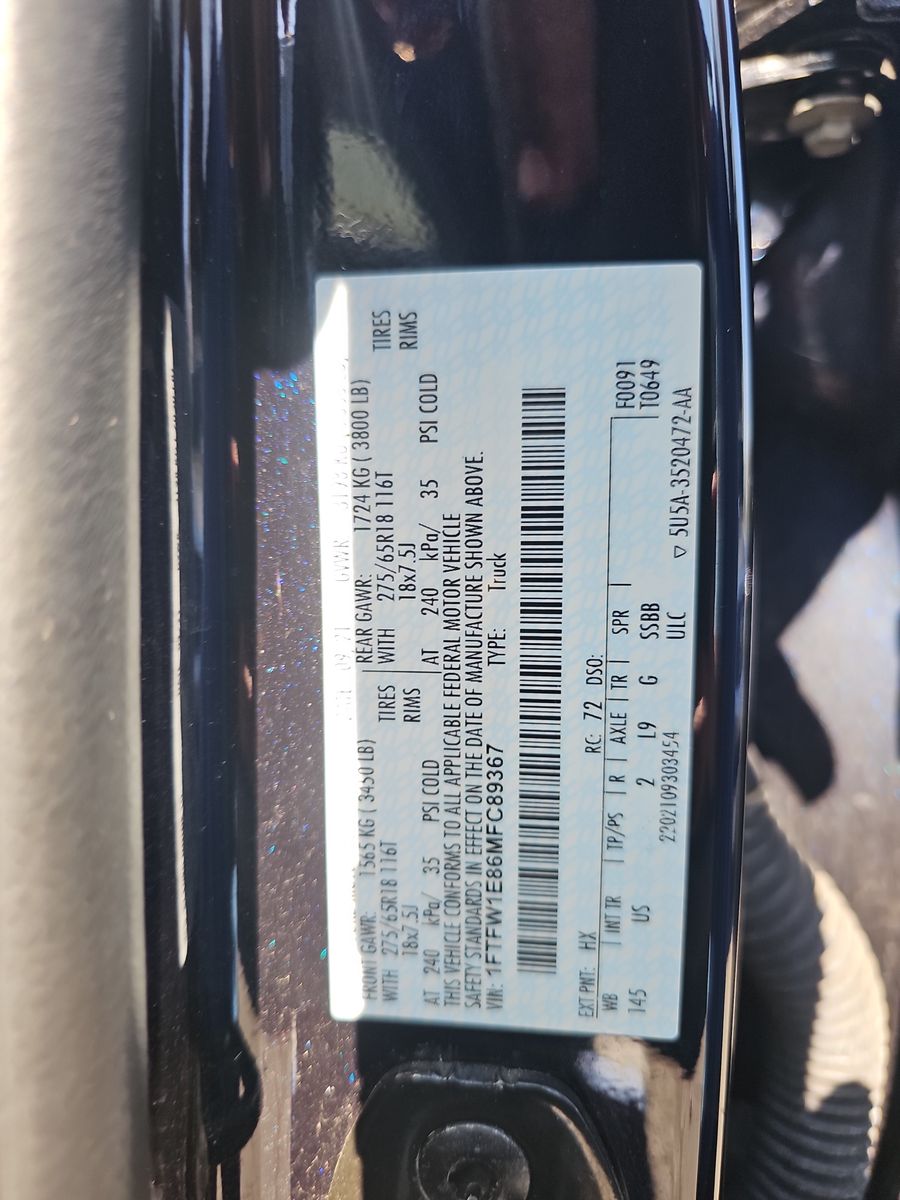 09/21 GVWR
FRONT GAWR: 1565 KG ( 3450 LB) REAR GAWR: 1724 KG ( 3800 LB)
WITH 275/65R18 116T TIRES WITH 275/65R18 116T TIRES
18x7.5J RIMS 18x7.5J RIMS
AT 240 kPa/ 35 PSI COLD AT 240 kPa/ 35 PSI COLD
THIS VEHICLE CONFORMS TO ALL APPLICABLE FEDERAL MOTOR VEHICLE
SAFETY STANDARDS IN EFFECT ON THE DATE OF MANUFACTURE SHOWN ABOVE.
VIN: 1FTFW1E86MFC89367 TYPE: Truck
EXT PNT: HX RC: 72 DSO:
WB INT TR TP/PS R AXLE TR SPR F0091
145 US 2 L9 G SSBB T0649
2202109303454 ULC ▽ 5U5A-3520472-AA